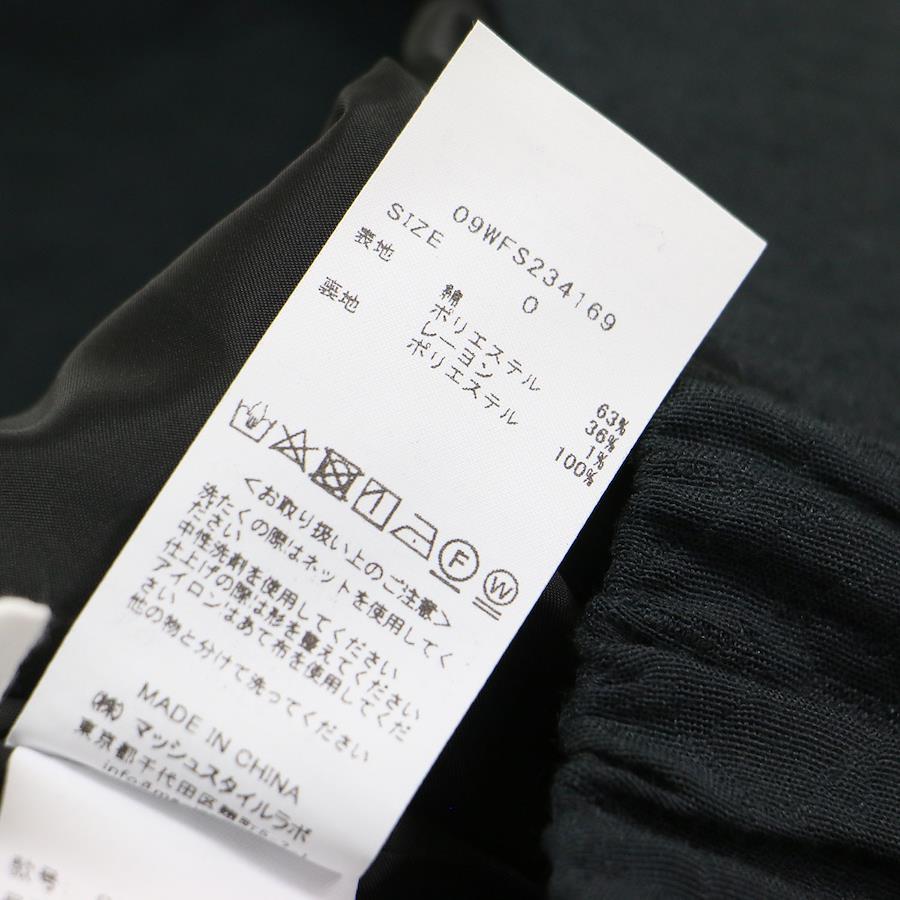 09WFS234169
SIZE 0
表地 綿 63%
ポリエステル 36%
レーヨン 1%
裏地 ポリエステル 100%
F W
<お取り扱い上のご注意>
洗たくの際はネットを使用してく
ださい
中性洗剤を使用してください
仕上げの際は形を整えてください
アイロンはあて布を使用してくだ
さい
他の物と分けて洗ってください
MADE IN CHINA
(株) マッシュスタイルラボ
東京都千代田区麹町